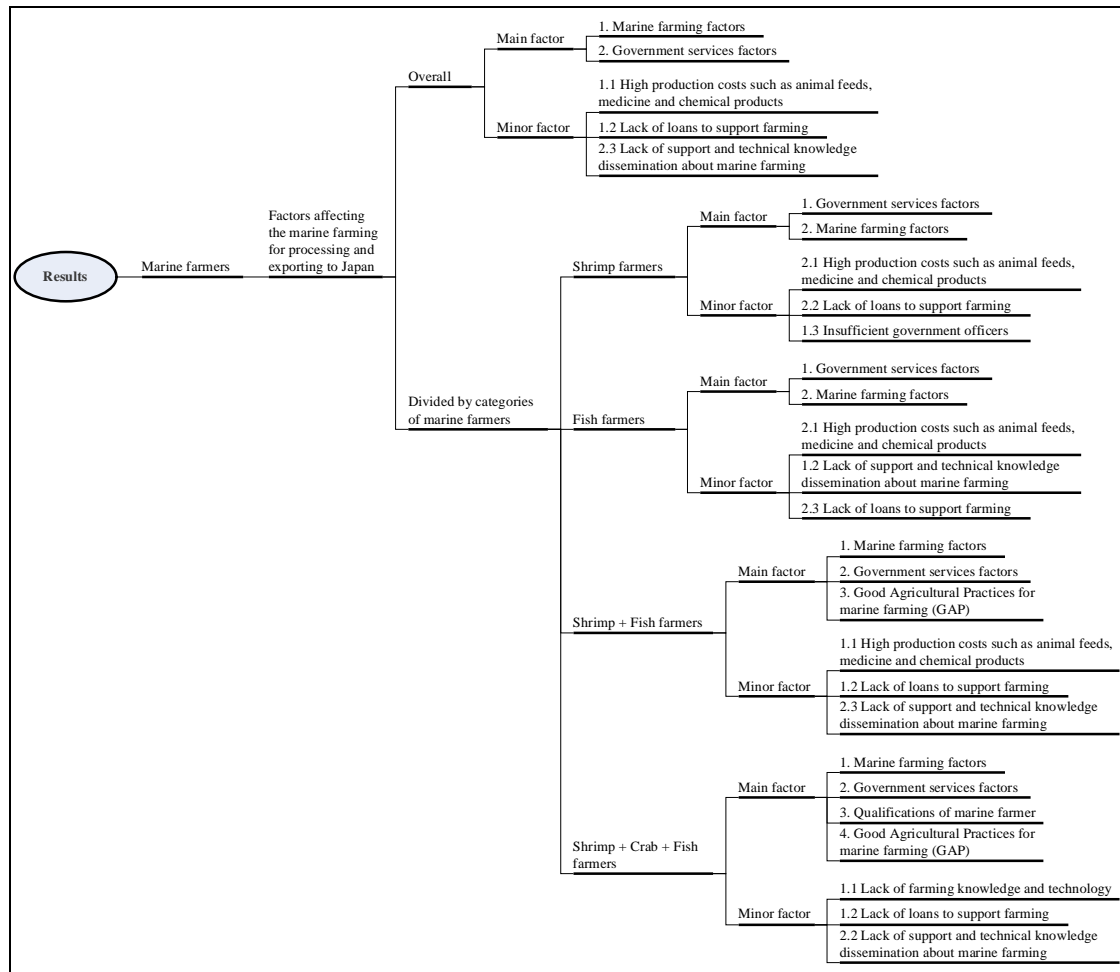 Results
Marine farmers
Factors affecting
the marine farming
for processing and
exporting to Japan
Overall
Main factor
1. Marine farming factors
2. Government services factors
Minor factor
1.1 High production costs such as animal feeds,
medicine and chemical products
1.2 Lack of loans to support farming
2.3 Lack of support and technical knowledge
dissemination about marine farming
Divided by categories
of marine farmers
Shrimp farmers
Main factor
1. Government services factors
2. Marine farming factors
Minor factor
2.1 High production costs such as animal feeds,
medicine and chemical products
2.2 Lack of loans to support farming
1.3 Insufficient government officers
Fish farmers
Main factor
1. Government services factors
2. Marine farming factors
Minor factor
2.1 High production costs such as animal feeds,
medicine and chemical products
1.2 Lack of support and technical knowledge
dissemination about marine farming
2.3 Lack of loans to support farming
Shrimp + Fish farmers
Main factor
1. Marine farming factors
2. Government services factors
3. Good Agricultural Practices for
marine farming (GAP)
Minor factor
1.1 High production costs such as animal feeds,
medicine and chemical products
1.2 Lack of loans to support farming
2.3 Lack of support and technical knowledge
dissemination about marine farming
Shrimp + Crab + Fish
farmers
Main factor
1. Marine farming factors
2. Government services factors
3. Qualifications of marine farmer
4. Good Agricultural Practices for
marine farming (GAP)
Minor factor
1.1 Lack of farming knowledge and technology
1.2 Lack of loans to support farming
2.2 Lack of support and technical knowledge
dissemination about marine farming